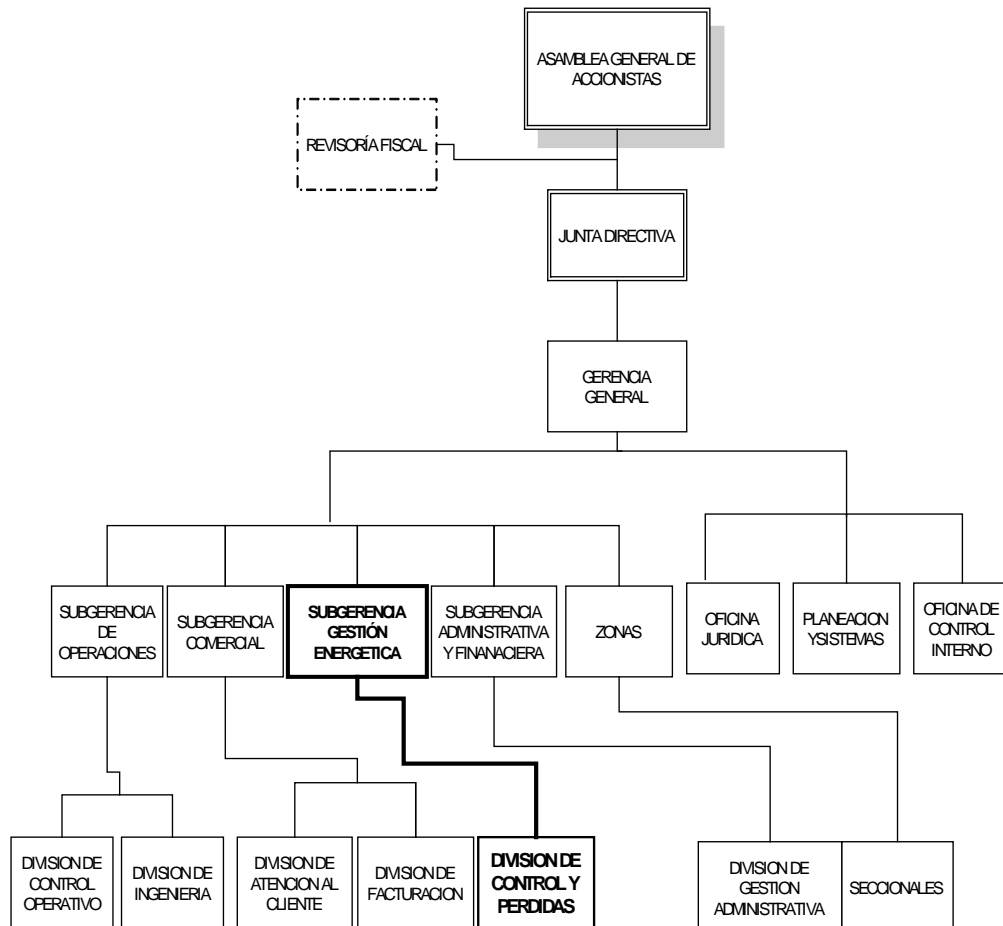 ASAMBLEA GENERAL DE
ACCIONISTAS
REVISORÍA FISCAL
JUNTA DIRECTIVA
GERENCIA
GENERAL
SUBGERENCIA
DE
OPERACIONES
SUBGERENCIA
COMERCIAL
SUBGERENCIA
GESTIÓN
ENERGETICA
SUBGERENCIA
ADMINISTRATIVA
Y FINANACIERA
ZONAS
OFICINA
JURIDICA
PLANEACION
Y SISTEMAS
OFICINA DE
CONTROL
INTERNO
DIVISION DE
CONTROL
OPERATIVO
DIVISION DE
INGENIERIA
DIVISION DE
ATENCION AL
CLIENTE
DIVISION DE
FACTURACION
DIVISION DE
CONTROL Y
PERDIDAS
DIVISION DE
GESTION
ADMINISTRATIVA
SECCIONALES